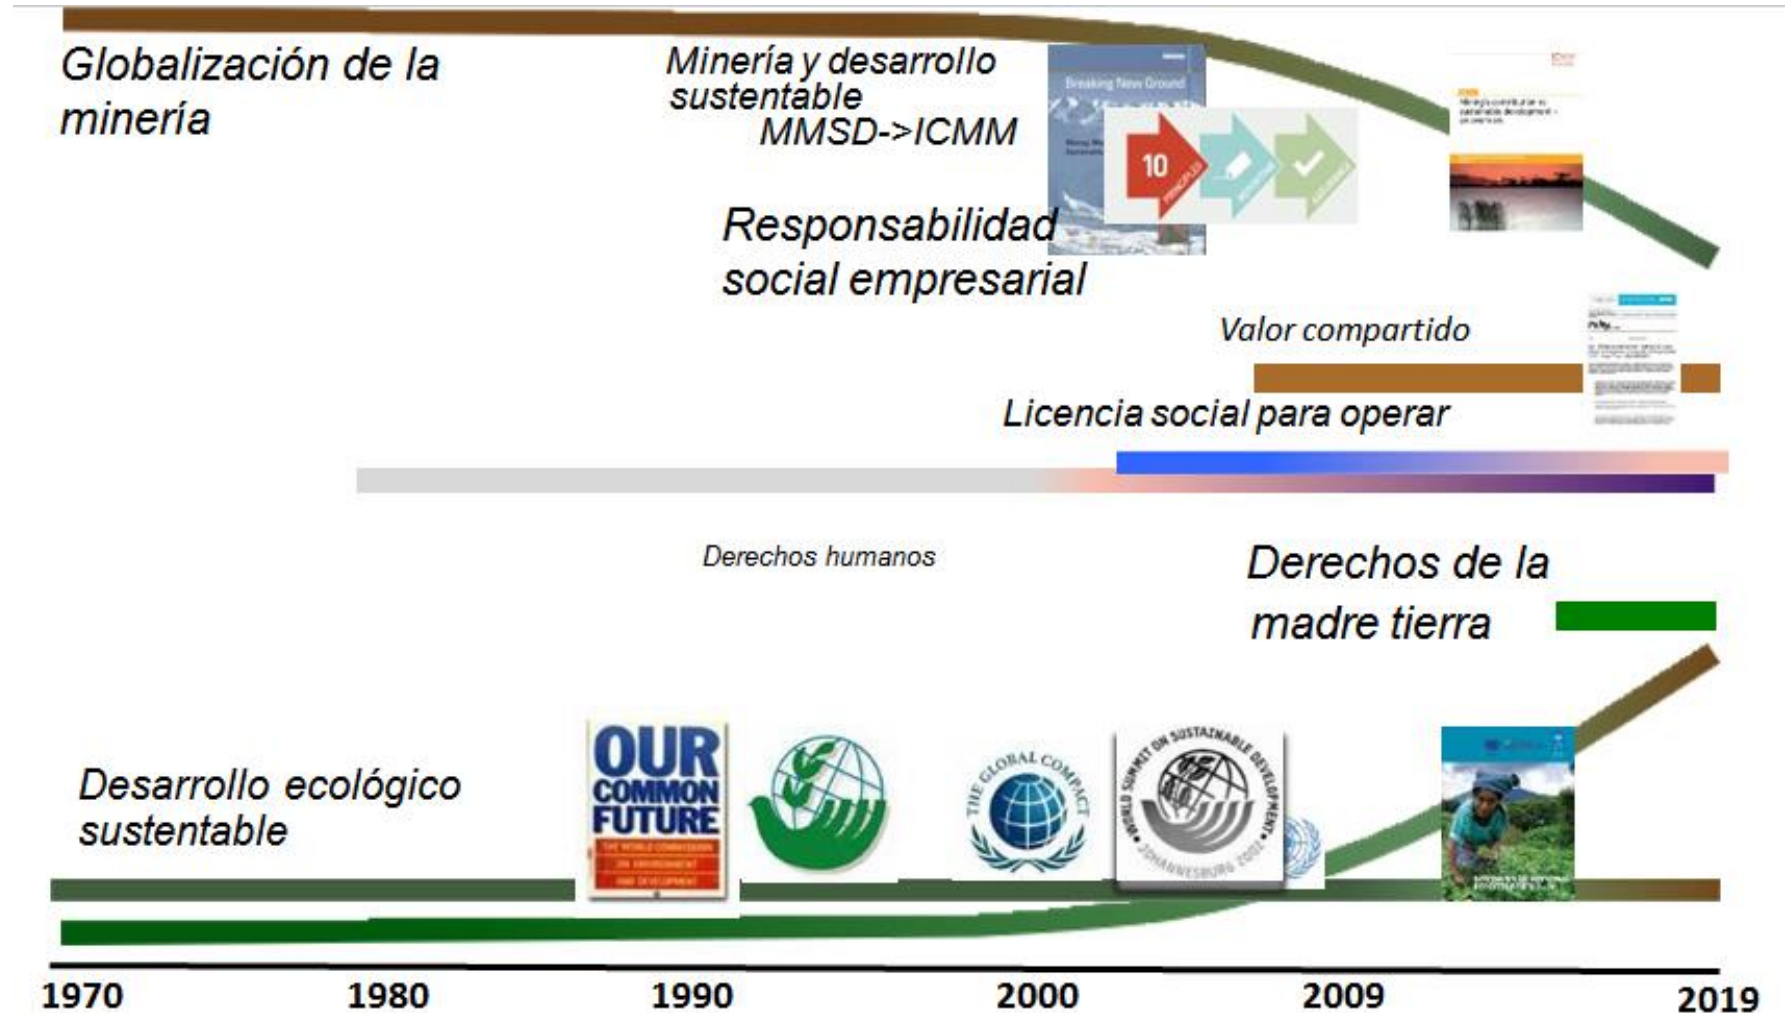 Globalización de la
minería
Minería y desarrollo
sustentable
MMSD->ICMM
Breaking New Ground
10
PRINCIPLES
Responsabilidad
social empresarial
Valor compartido
Licencia social para operar
Derechos humanos
Derechos de la
madre tierra
Desarrollo ecológico
sustentable
OUR
COMMON
FUTURE
THE WORLD COMMISSION
ON ENVIRONMENT
AND DEVELOPMENT
THE GLOBAL COMPACT
WORLD SUMMIT ON SUSTAINABLE DEVELOPMENT
JOHANNESBURG 2002
1970
1980
1990
2000
2009
2019